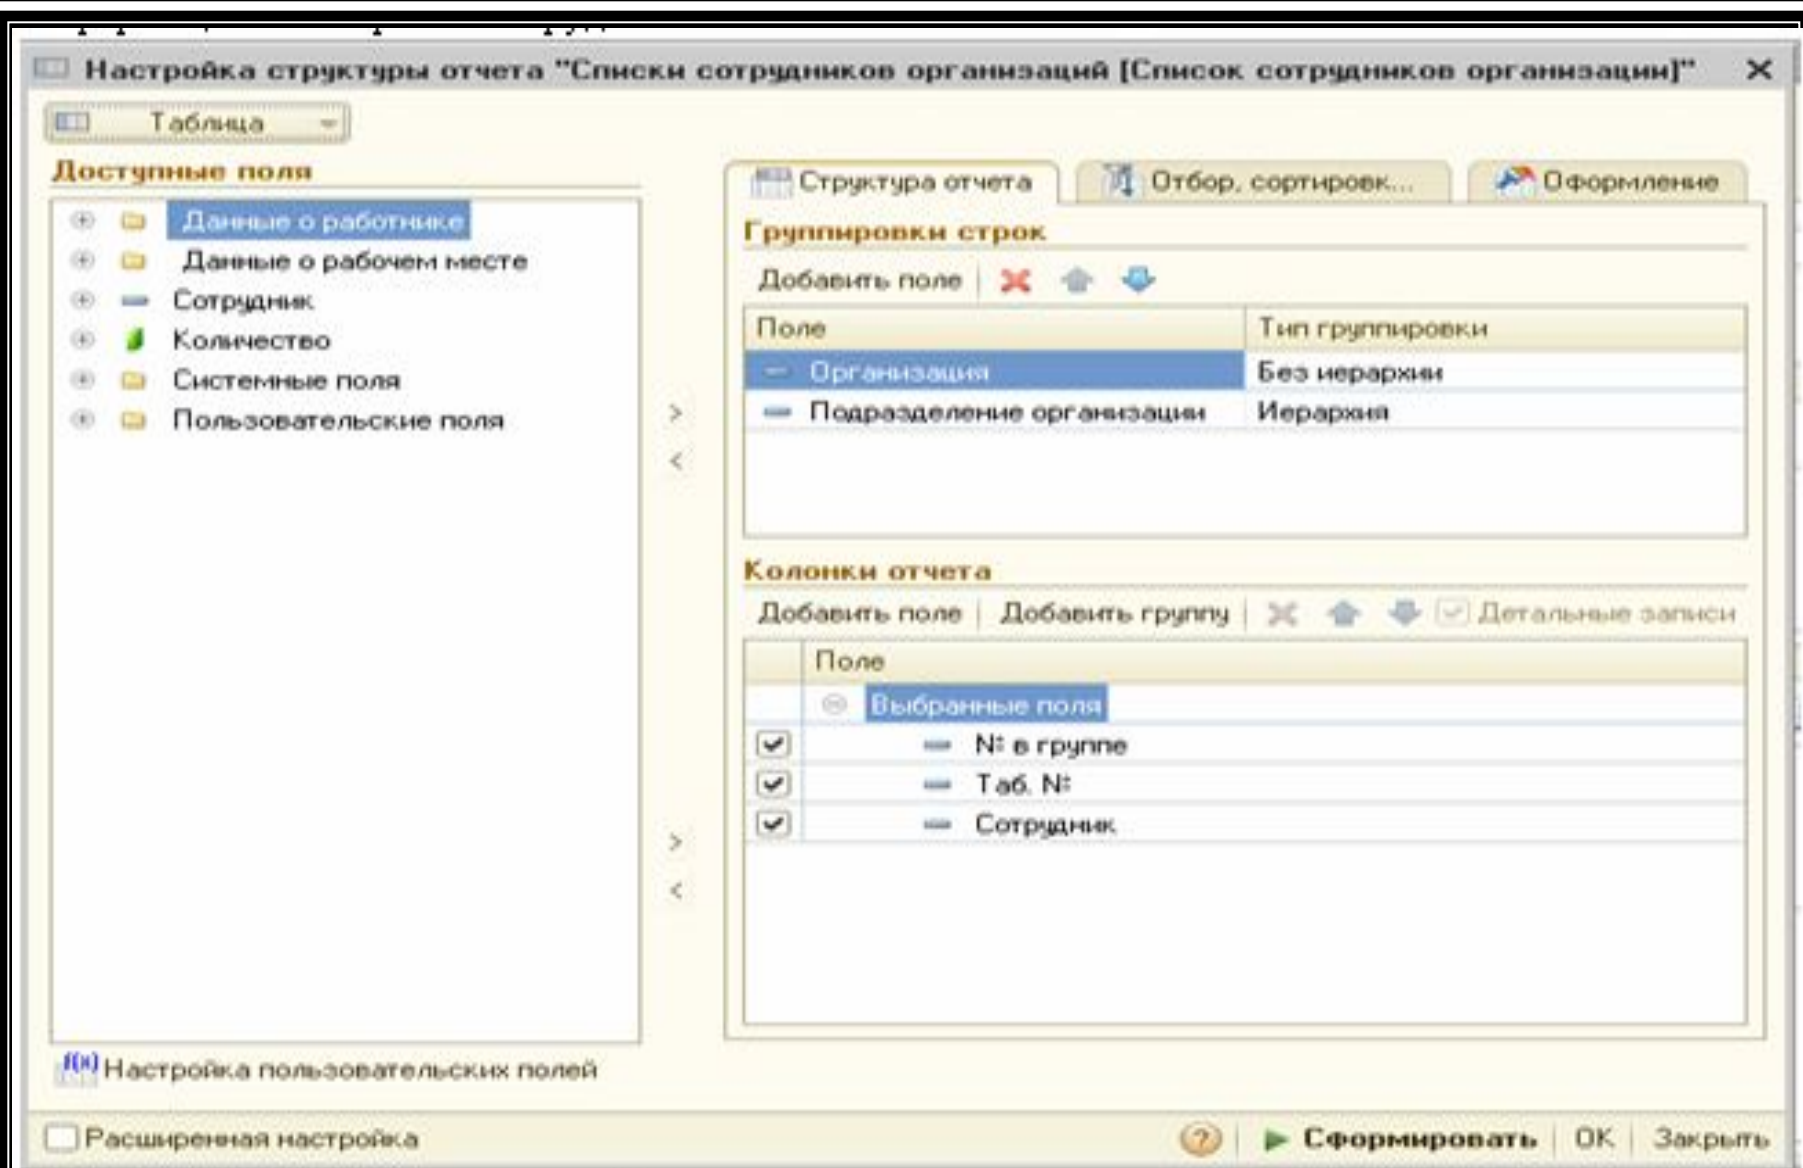 Настройка структуры отчета "Списки сотрудников организаций [Список сотрудников организации]"
Таблица
Доступные поля
Данные о работнике
Данные о рабочем месте
Сотрудник
Количество
Системные поля
Пользовательские поля
Структура отчета
Отбор, сортировк...
Оформление
Группировки строк
Добавить поле
Поле
Тип группировки
Организация
Без иерархии
Подразделение организации
Иерархия
Колонки отчета
Добавить поле
Добавить группу
Детальные записи
Поле
Выбранные поля
№ в группе
Таб. №
Сотрудник
f(x) Настройка пользовательских полей
Расширенная настройка
?
Сформировать
OK
Закрыть